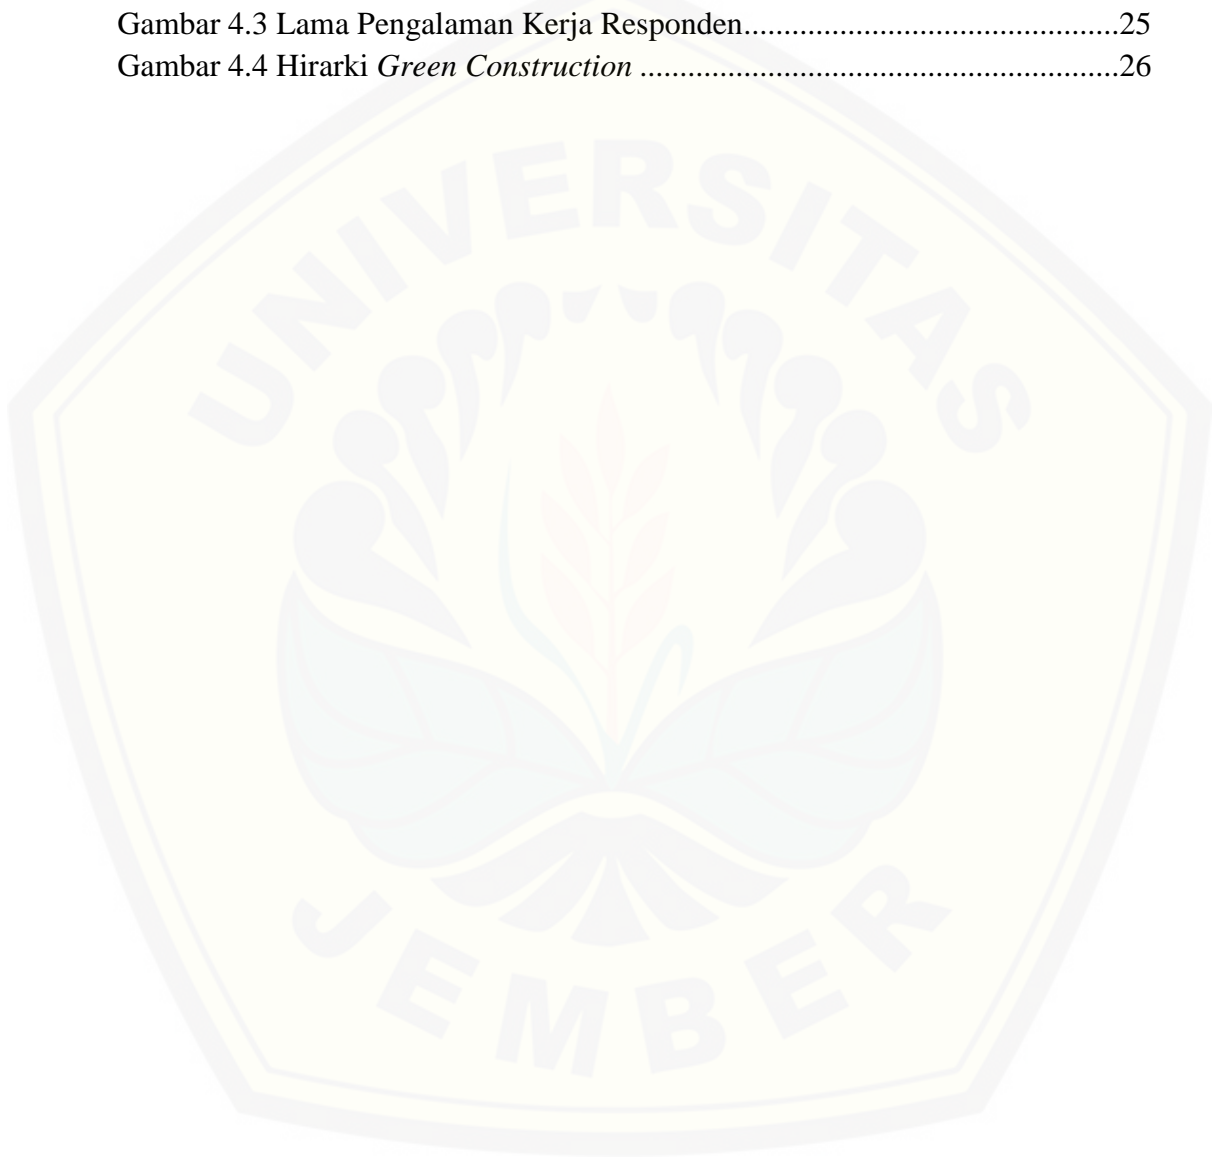 Gambar 4.3 Lama Pengalaman Kerja Responden..............................................25
Gambar 4.4 Hirarki Green Construction ...........................................................26
UNIVERSITAS
JEMBER